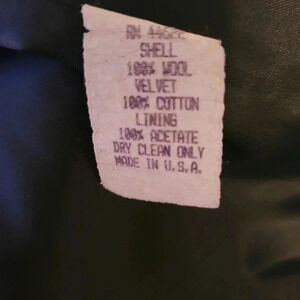 RN
SHELL
100% WOOL
VELVET
100% COTTON
LINING
100% ACETATE
DRY CLEAN ONLY
MADE IN U.S.A.